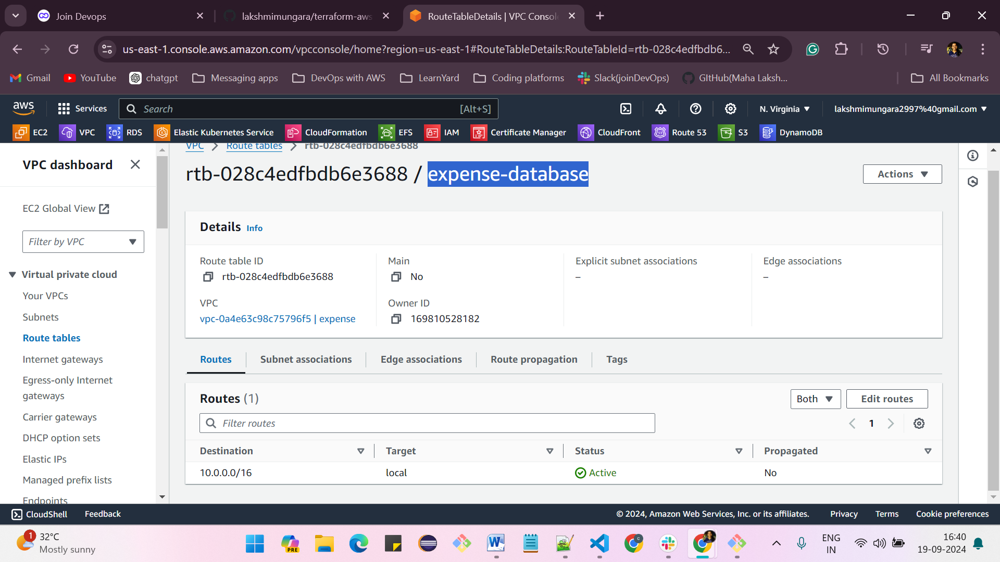 Join Devops
lakshmimungara/terraform-aws
RouteTableDetails | VPC Consol
us-east-1.console.aws.amazon.com/vpcconsole/home?region=us-east-1#RouteTableDetails:RouteTableId=rtb-028c4edfbdb6...
Gmail YouTube chatgpt Messaging apps DevOps with AWS LearnYard Coding platforms Slack(joinDevOps) GItHub(Maha Laksh... All Bookmarks
aws Services Search [Alt+S] N. Virginia lakshmimungara2997%40gmail.com
EC2 VPC RDS Elastic Kubernetes Service CloudFormation EFS IAM Certificate Manager CloudFront Route 53 S3 DynamoDB
VPC Route tables rtb-028c4edfbdb6e3688
VPC dashboard
EC2 Global View
Filter by VPC
Virtual private cloud
Your VPCs
Subnets
Route tables
Internet gateways
Egress-only Internet
gateways
Carrier gateways
DHCP option sets
Elastic IPs
Managed prefix lists
Endpoints
rtb-028c4edfbdb6e3688 / expense-database
Actions
Details Info
Route table ID
rtb-028c4edfbdb6e3688
Main
No
Explicit subnet associations
–
Edge associations
–
VPC
vpc-0a4e63c98c75796f5 | expense
Owner ID
169810528182
Routes Subnet associations Edge associations Route propagation Tags
Routes (1)
Both Edit routes
Filter routes
1
Destination Target Status Propagated
10.0.0.0/16 local Active No
CloudShell Feedback © 2024, Amazon Web Services, Inc. or its affiliates. Privacy Terms Cookie preferences
1
32°C
Mostly sunny
PRE
C
ENG
IN
16:40
19-09-2024